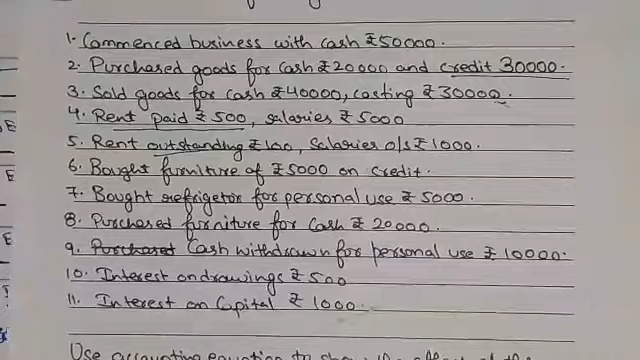 1. Commenced business with cash ₹50000.
2. Purchased goods for cash ₹20000 and credit 30000.
3. Sold goods for cash ₹40000, costing ₹30000
4. Rent paid ₹500, salaries ₹5000
5. Rent outstanding ₹100, salaries o/s ₹1000.
6. Bought furniture of ₹5000 on credit.
7. Bought refrigetor for personal use ₹5000.
8. Purchased furniture for cash ₹20000.
9. Purchased Cash withdrawn for personal use ₹10000.
10. Interest on drawings ₹500
11. Interest on Capital ₹1000.
Use accounting equation to show the effect of the